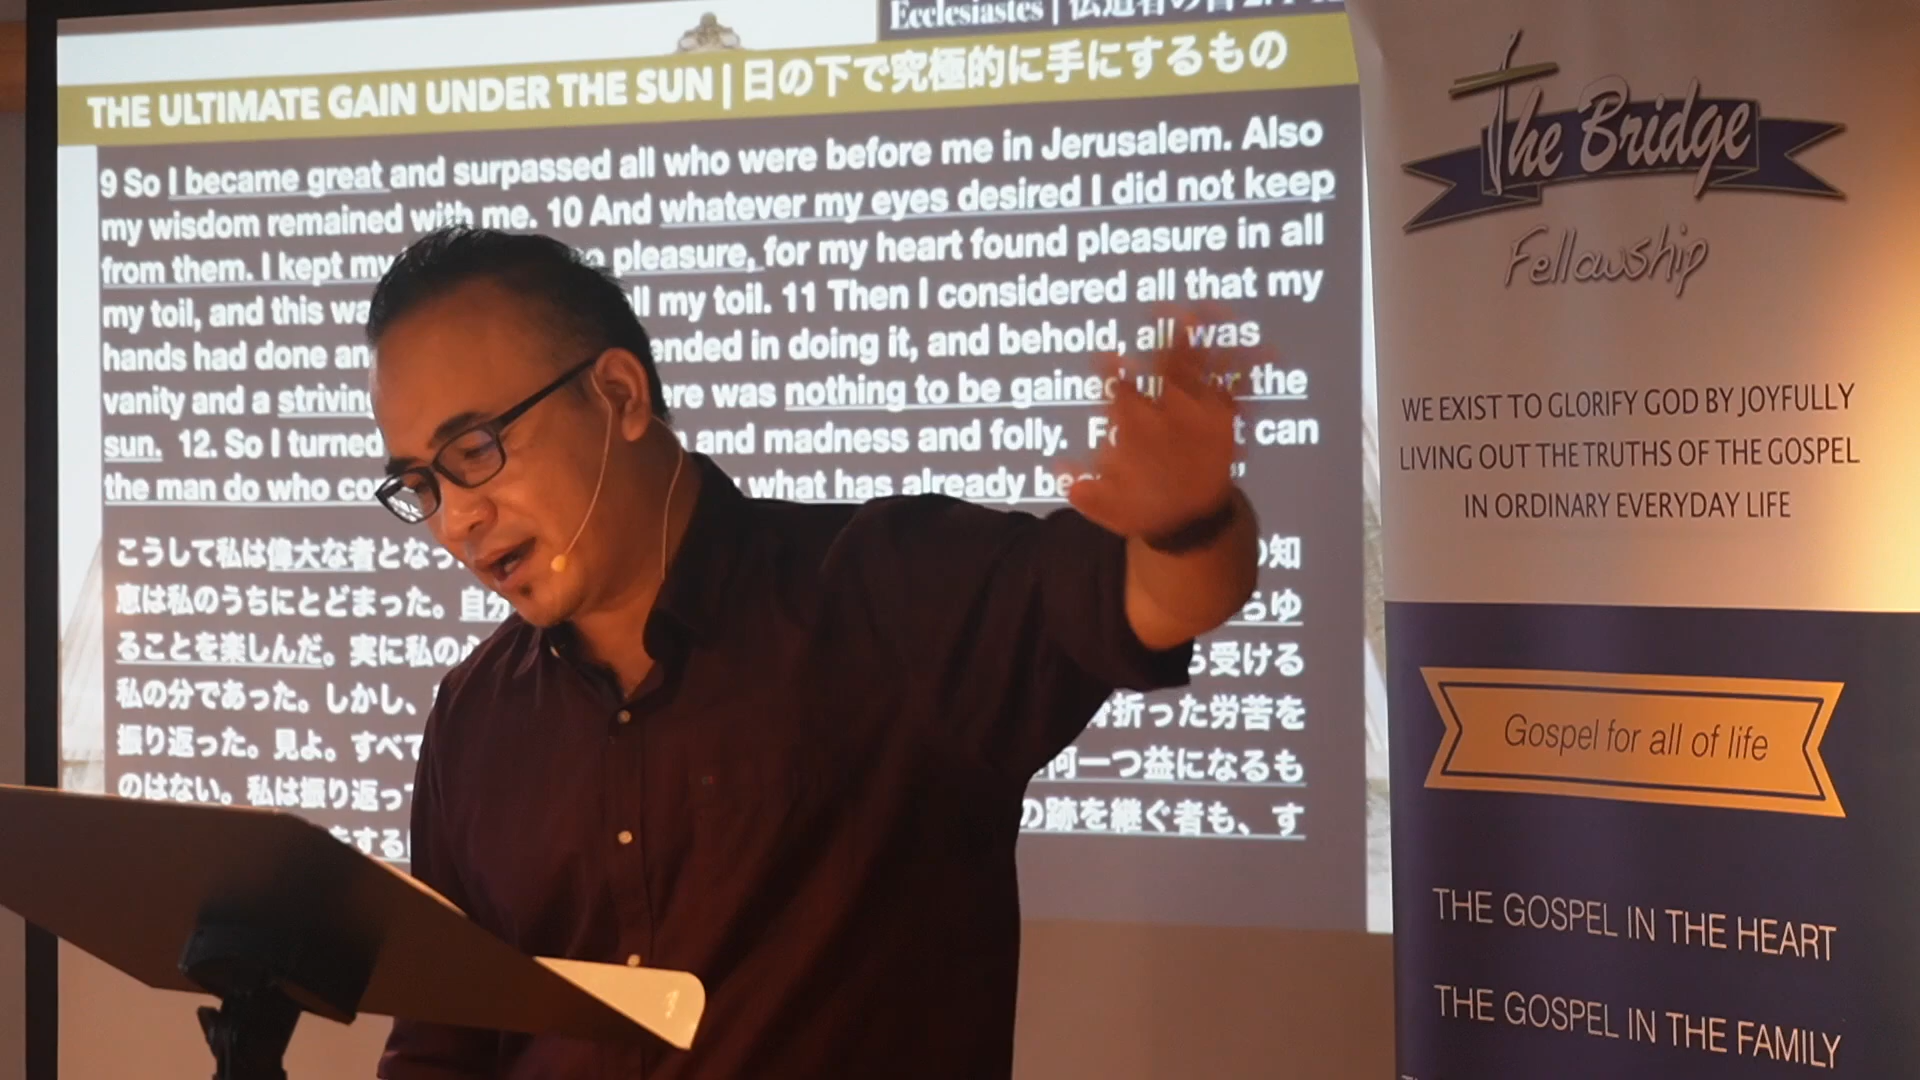 Ecclesiastes | 伝道者の書
THE ULTIMATE GAIN UNDER THE SUN | 日の下で究極的に手にするもの
9 So I became great and surpassed all who were before me in Jerusalem. Also
my wisdom remained with me. 10 And whatever my eyes desired I did not keep
from them. I kept my pleasure, for my heart found pleasure in all
my toil, and this all my toil. 11 Then I considered all that my
hands had done ended in doing it, and behold, all was
vanity and a striving was nothing to be gained under the
sun. 12. So I turned and madness and folly. can
the man do who what has already
こうして私は偉大な者となっ 知
恵は私のうちにとどまった。自分 らゆ
ることを楽しんだ。実に私の心 ら受ける
私の分であった。しかし、 骨折った労苦を
振り返った。見よ。すべて 何一つ益になるも
のはない。私は振り返って の跡を継ぐ者も、す
The Bridge
Fellowship
WE EXIST TO GLORIFY GOD BY JOYFULLY
LIVING OUT THE TRUTHS OF THE GOSPEL
IN ORDINARY EVERYDAY LIFE
Gospel for all of life
THE GOSPEL IN THE HEART
THE GOSPEL IN THE FAMILY